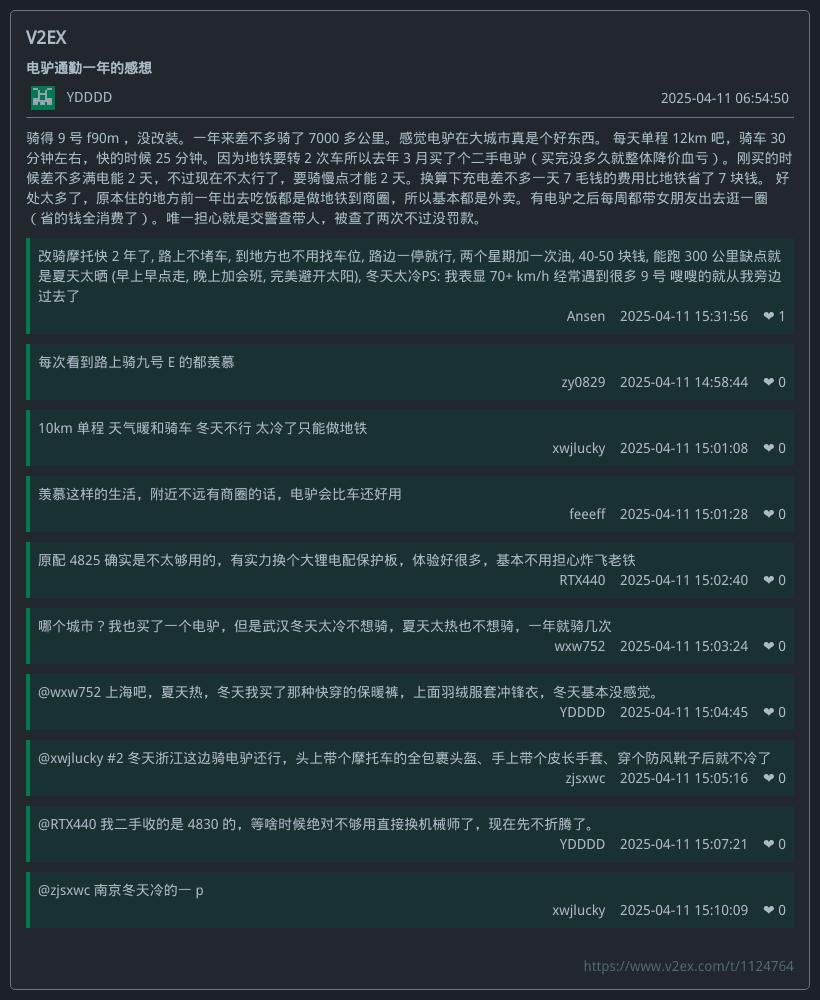 V2EX
电驴通勤一年的感想
YDDDD
2025-04-11 06:54:50
骑得 9 号 f90m ，没改装。一年来差不多骑了 7000 多公里。感觉电驴在大城市真是个好东西。 每天单程 12km 吧，骑车 30
分钟左右，快的时候 25 分钟。因为地铁要转 2 次车所以去年 3 月买了个二手电驴（ 买完没多久就整体降价血亏 ）。刚买的时
候差不多满电能 2 天，不过现在不太行了，要骑慢点才能 2 天。换算下充电差不多一天 7 毛钱的费用比地铁省了 7 块钱。 好
处太多了，原本住的地方前一年出去吃饭都是做地铁到商圈，所以基本都是外卖。有电驴之后每周都带女朋友出去逛一圈
（ 省的钱全消费了 ）。唯一担心就是交警查带人，被查了两次不过没罚款。
改骑摩托快 2 年了, 路上不堵车, 到地方也不用找车位, 路边一停就行, 两个星期加一次油, 40-50 块钱, 能跑 300 公里缺点就
是夏天太晒 (早上早点走, 晚上加会班, 完美避开太阳), 冬天太冷PS: 我表显 70+ km/h 经常遇到很多 9 号 嗖嗖的就从我旁边
过去了
Ansen 2025-04-11 15:31:56 ❤ 1
每次看到路上骑九号 E 的都羡慕
zy0829 2025-04-11 14:58:44 ❤ 0
10km 单程 天气暖和骑车 冬天不行 太冷了只能做地铁
xwjlucky 2025-04-11 15:01:08 ❤ 0
羡慕这样的生活，附近不远有商圈的话，电驴会比车还好用
feeeff 2025-04-11 15:01:28 ❤ 0
原配 4825 确实是不太够用的，有实力换个大锂电配保护板，体验好很多，基本不用担心炸飞老铁
RTX440 2025-04-11 15:02:40 ❤ 0
哪个城市？我也买了一个电驴，但是武汉冬天太冷不想骑，夏天太热也不想骑，一年就骑几次
wxw752 2025-04-11 15:03:24 ❤ 0
@wxw752 上海吧，夏天热，冬天我买了那种快穿的保暖裤，上面羽绒服套冲锋衣，冬天基本没感觉。
YDDDD 2025-04-11 15:04:45 ❤ 0
@xwjlucky #2 冬天浙江这边骑电驴还行，头上带个摩托车的全包裹头盔、手上带个皮长手套、穿个防风靴子后就不冷了
zjsxwc 2025-04-11 15:05:16 ❤ 0
@RTX440 我二手收的是 4830 的，等啥时候绝对不够用直接换机械师了，现在先不折腾了。
YDDDD 2025-04-11 15:07:21 ❤ 0
@zjsxwc 南京冬天冷的一 p
xwjlucky 2025-04-11 15:10:09 ❤ 0
https://www.v2ex.com/t/1124764